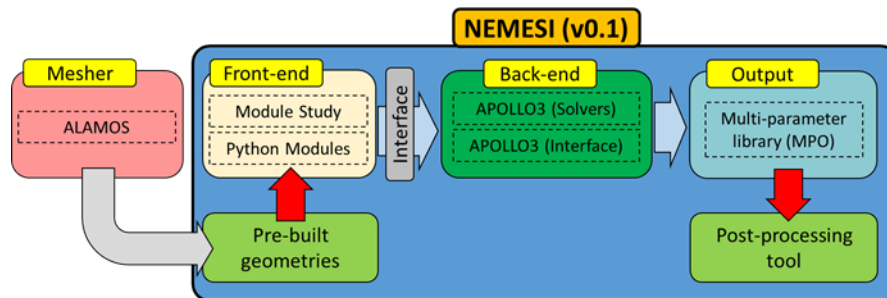 NEMESI (v0.1)
Mesher
ALAMOS
Front-end
Module Study
Python Modules
Interface
Back-end
APOLLO3 (Solvers)
APOLLO3 (Interface)
Output
Multi-parameter
library (MPO)
Pre-built
geometries
Post-processing
tool